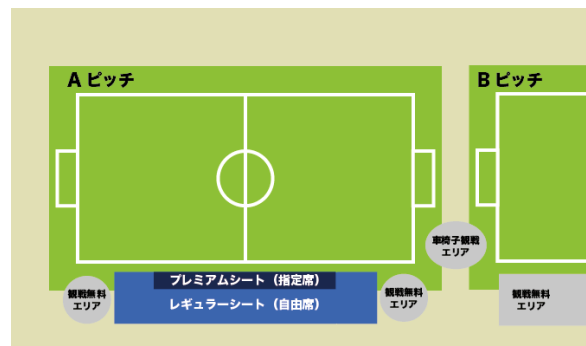 A ピッチ
B ピッチ
車椅子観戦
エリア
プレミアムシート（指定席）
レギュラーシート（自由席）
観戦無料
エリア
観戦無料
エリア
観戦無料
エリア